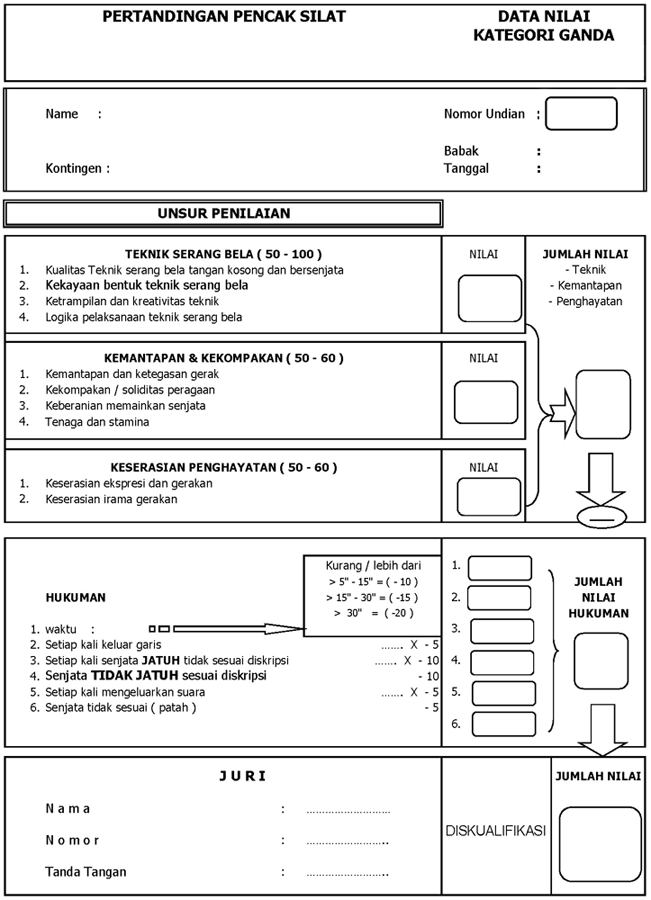 PERTANDINGAN PENCAK SILAT
DATA NILAI
KATEGORI GANDA
Name :
Nomor Undian :
Babak :
Kontingen :
Tanggal :
UNSUR PENILAIAN
TEKNIK SERANG BELA ( 50 - 100 )
1. Kualitas Teknik serang bela tangan kosong dan bersenjata
2. Kekayaan bentuk teknik serang bela
3. Ketrampilan dan kreativitas teknik
4. Logika pelaksanaan teknik serang bela
NILAI
JUMLAH NILAI
- Teknik
- Kemantapan
- Penghayatan
KEMANTAPAN & KEKOMPAKAN ( 50 - 60 )
1. Kemantapan dan ketegasan gerak
2. Kekompakan / soliditas peragaan
3. Keberanian memainkan senjata
4. Tenaga dan stamina
NILAI
KESERASIAN PENGHAYATAN ( 50 - 60 )
1. Keserasian ekspresi dan gerakan
2. Keserasian irama gerakan
NILAI
Kurang / lebih dari
> 5" - 15" = ( - 10 )
> 15" - 30" = ( -15 )
> 30" = ( -20 )
HUKUMAN
1. waktu :
2. Setiap kali keluar garis ....... X - 5
3. Setiap kali senjata JATUH tidak sesuai diskripsi ....... X - 10
4. Senjata TIDAK JATUH sesuai diskripsi - 10
5. Setiap kali mengeluarkan suara ....... X - 5
6. Senjata tidak sesuai ( patah ) - 5
1.
2.
3.
4.
5.
6.
JUMLAH
NILAI
HUKUMAN
J U R I
N a m a : ...........................
N o m o r : ...........................
Tanda Tangan : ...........................
DISKUALIFIKASI
JUMLAH NILAI